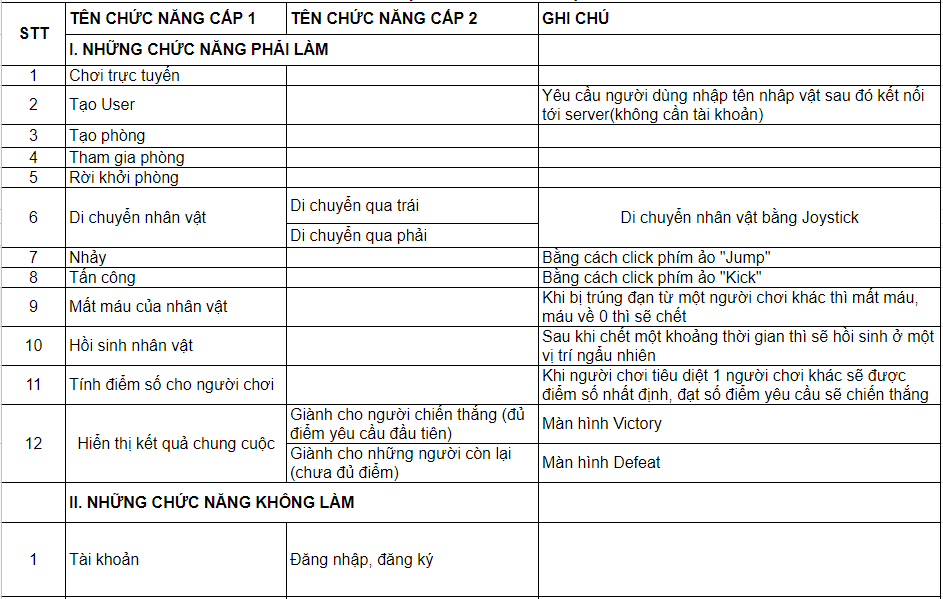 STT
TÊN CHỨC NĂNG CẤP 1 TÊN CHỨC NĂNG CẤP 2 GHI CHÚ
I. NHỮNG CHỨC NĂNG PHẢI LÀM
1 Chơi trực tuyến
2 Tạo User
Yêu cầu người dùng nhập tên nhâp vật sau đó kết nối
tới server(không cần tài khoản)
3 Tạo phòng
4 Tham gia phòng
5 Rời khởi phòng
6 Di chuyển nhân vật
Di chuyển qua trái
Di chuyển qua phải
Di chuyển nhân vật bằng Joystick
7 Nhảy Bằng cách click phím ảo "Jump"
8 Tấn công Bằng cách click phím ảo "Kick"
9 Mất máu của nhân vật
Khi bị trúng đạn từ một người chơi khác thì mất máu,
máu về 0 thì sẽ chết
10 Hồi sinh nhân vật
Sau khi chết một khoảng thời gian thì sẽ hồi sinh ở một
vị trí ngẩu nhiên
11 Tính điểm số cho người chơi
Khi người chơi tiêu diệt 1 người chơi khác sẽ được
điểm số nhất định, đạt số điểm yêu cầu sẽ chiến thắng
12 Hiển thị kết quả chung cuộc
Giành cho người chiến thắng (đủ
điểm yêu cầu đầu tiên)
Màn hình Victory
Giành cho những người còn lại
(chưa đủ điểm)
Màn hình Defeat
II. NHỮNG CHỨC NĂNG KHÔNG LÀM
1 Tài khoản Đăng nhập, đăng ký